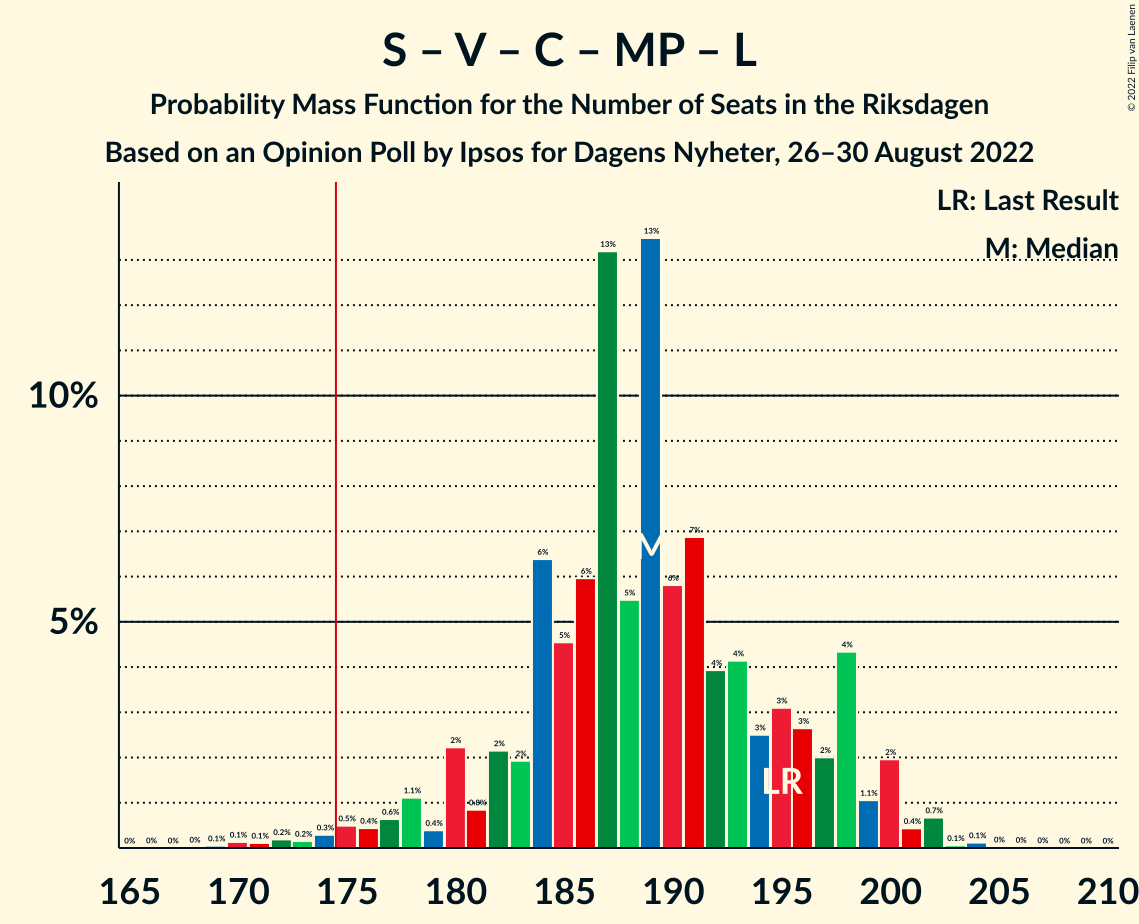 S – V – C – MP – L
Probability Mass Function for the Number of Seats in the Riksdagen
Based on an Opinion Poll by Ipsos for Dagens Nyheter, 26–30 August 2022
© 2022 Filip van Laenen
LR: Last Result
M: Median
10%
5%
0% 0% 0% 0% 0.1% 0.1% 0.1% 0.2% 0.2% 0.3% 0.5% 0.4% 0.6% 1.1% 0.4% 2% 0.8% 2% 2% 6% 5% 6% 13% 5% 13% 6% 7% 4% 4% 3% 3% 3% 2% 4% 1.1% 2% 0.4% 0.7% 0.1% 0.1% 0% 0% 0% 0% 0% 0%
M
LR
165 170 175 180 185 190 195 200 205 210